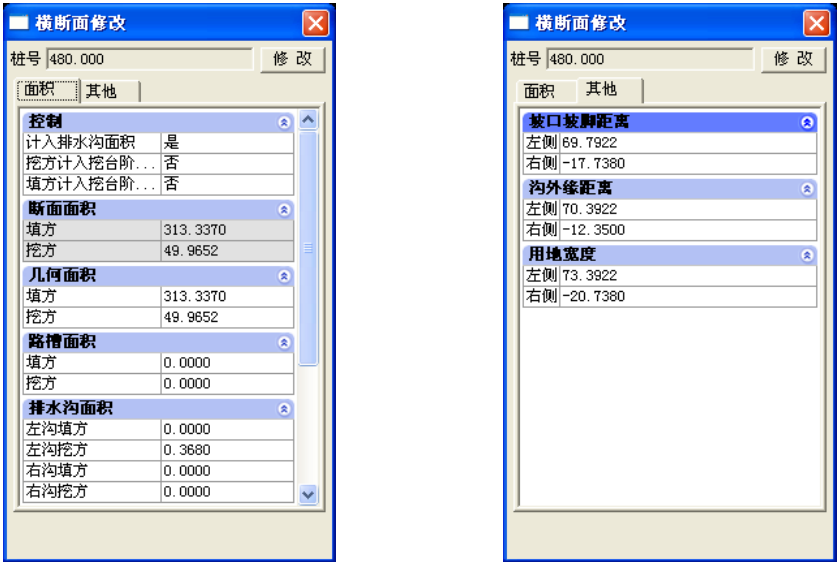 横断面修改
桩号 480.000 修 改
面积 其他
控制
计入排水沟面积 是
挖方计入挖台阶... 否
填方计入挖台阶... 否
断面面积
填方 313.3370
挖方 49.9652
几何面积
填方 313.3370
挖方 49.9652
路槽面积
填方 0.0000
挖方 0.0000
排水沟面积
左沟填方 0.0000
左沟挖方 0.3680
右沟填方 0.0000
右沟挖方 0.0000
横断面修改
桩号 480.000 修 改
面积 其他
坡口坡脚距离
左侧 69.7922
右侧 -17.7380
沟外缘距离
左侧 70.3922
右侧 -12.3500
用地宽度
左侧 73.3922
右侧 -20.7380